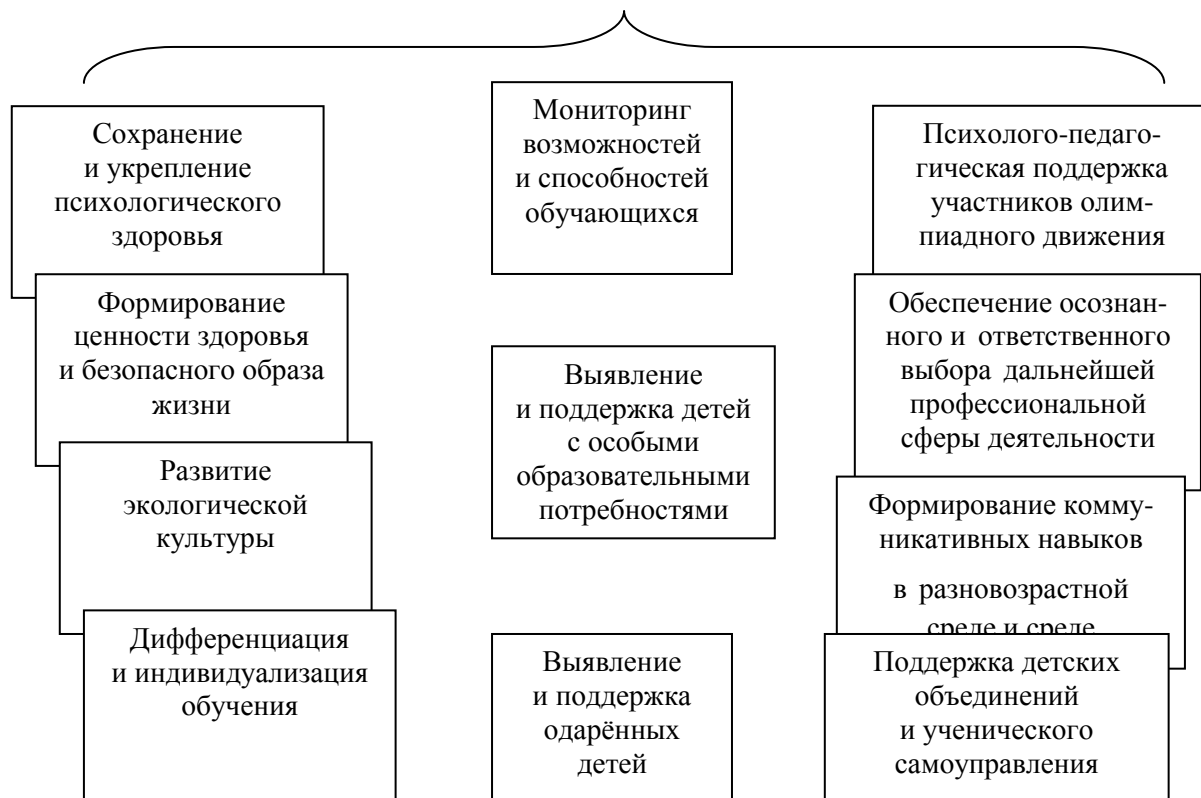 Сохранение
и укрепление
психологического
здоровья
Формирование
ценности здоровья
и безопасного образа
жизни
Развитие
экологической
культуры
Дифференциация
и индивидуализация
обучения
Мониторинг
возможностей
и способностей
обучающихся
Выявление
и поддержка детей
с особыми
образовательными
потребностями
Выявление
и поддержка
одарённых
детей
Психолого-педаго-
гическая поддержка
участников олим-
пиадного движения
Обеспечение осознан-
ного и ответственного
выбора дальнейшей
профессиональной
сферы деятельности
Формирование комму-
никативных навыков
в разновозрастной
среде и среде
Поддержка детских
объединений
и ученического
самоуправления